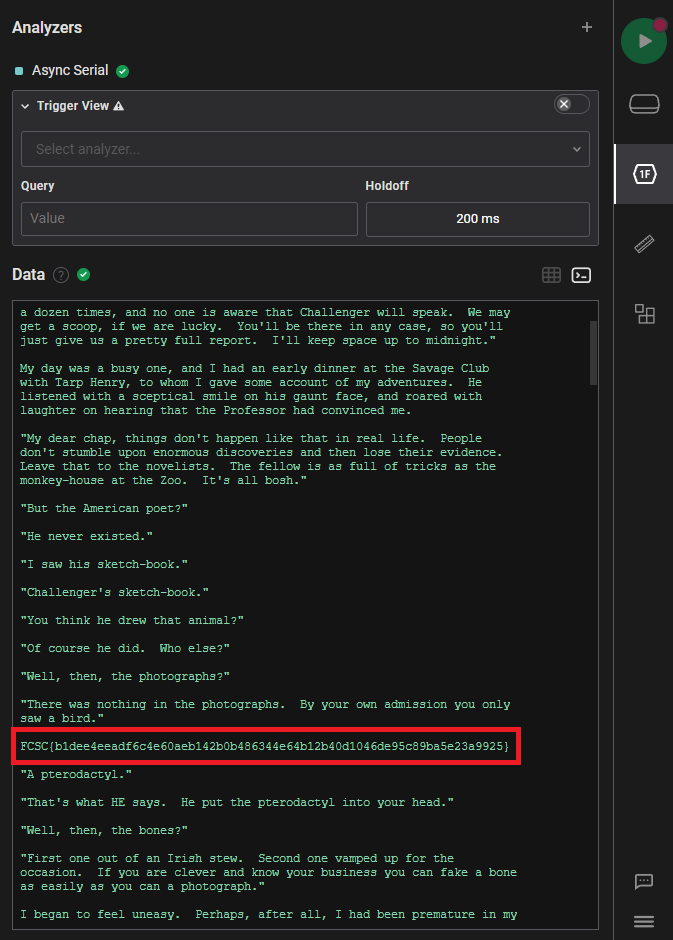 Analyzers
Async Serial
Trigger View
Select analyzer...
Query
Holdoff
Value
200 ms
1F
Data
a dozen times, and no one is aware that Challenger will speak.  We may
get a scoop, if we are lucky.  You'll be there in any case, so you'll
just give us a pretty full report.  I'll keep space up to midnight."
My day was a busy one, and I had an early dinner at the Savage Club
with Tarp Henry, to whom I gave some account of my adventures.  He
listened with a sceptical smile on his gaunt face, and roared with
laughter on hearing that the Professor had convinced me.
"My dear chap, things don't happen like that in real life.  People
don't stumble upon enormous discoveries and then lose their evidence.
Leave that to the novelists.  The fellow is as full of tricks as the
monkey-house at the Zoo.  It's all bosh."
"But the American poet?"
"He never existed."
"I saw his sketch-book."
"Challenger's sketch-book."
"You think he drew that animal?"
"Of course he did.  Who else?"
"Well, then, the photographs?"
"There was nothing in the photographs.  By your own admission you only
saw a bird."
FCSC{b1dee4eeadf6c4e60aeb142b0b486344e64b12b40d1046de95c89ba5e23a9925}
"A pterodactyl."
"That's what HE says.  He put the pterodactyl into your head."
"Well, then, the bones?"
"First one out of an Irish stew.  Second one vamped up for the
occasion.  If you are clever and know your business you can fake a bone
as easily as you can a photograph."
I began to feel uneasy.  Perhaps, after all, I had been premature in my